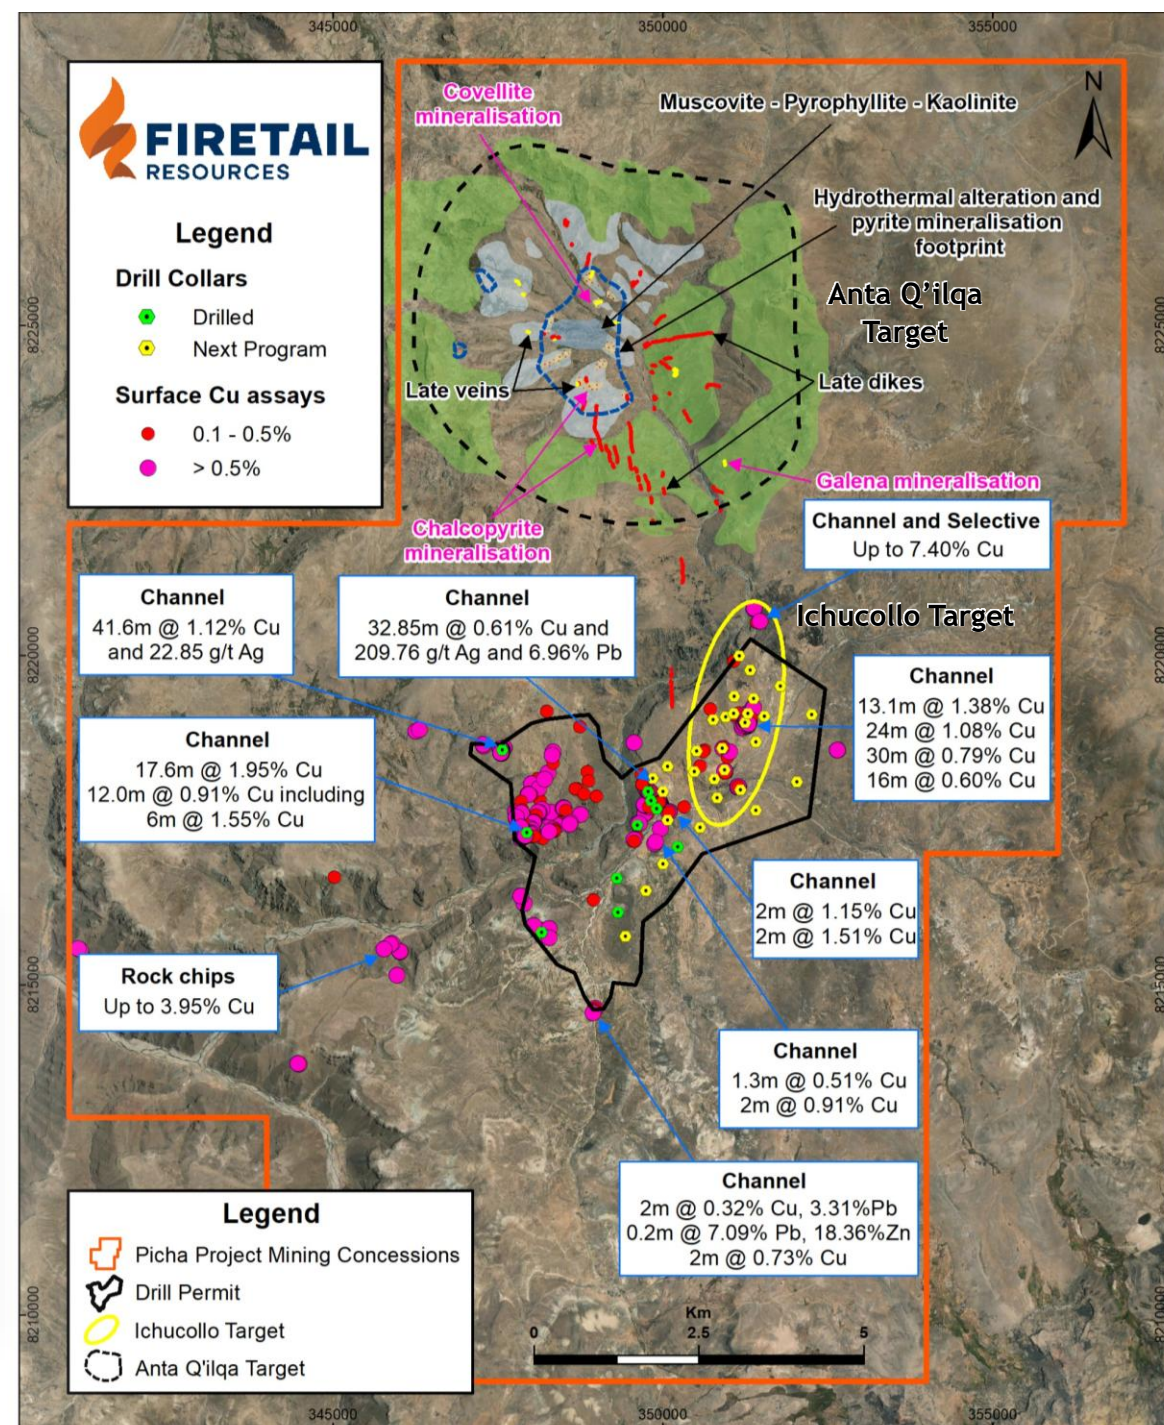 345000
350000
355000
FIRETAIL
RESOURCES
Legend
Drill Collars
Drilled
Next Program
Surface Cu assays
0.1 - 0.5%
> 0.5%
Covellite
mineralisation
Muscovite - Pyrophyllite - Kaolinite
N
Hydrothermal alteration and
pyrite mineralisation
footprint
Anta Q'ilqa
Target
8225000
8225000
Late veins
Late dikes
Galena mineralisation
Chalcopyrite
mineralisation
Channel and Selective
Up to 7.40% Cu
Channel
41.6m @ 1.12% Cu
and 22.85 g/t Ag
Channel
32.85m @ 0.61% Cu and
209.76 g/t Ag and 6.96% Pb
Ichucollo Target
8220000
8220000
Channel
13.1m @ 1.38% Cu
24m @ 1.08% Cu
30m @ 0.79% Cu
16m @ 0.60% Cu
Channel
17.6m @ 1.95% Cu
12.0m @ 0.91% Cu including
6m @ 1.55% Cu
Channel
2m @ 1.15% Cu
2m @ 1.51% Cu
Rock chips
Up to 3.95% Cu
8215000
8215000
Channel
1.3m @ 0.51% Cu
2m @ 0.91% Cu
Channel
2m @ 0.32% Cu, 3.31%Pb
0.2m @ 7.09% Pb, 18.36%Zn
2m @ 0.73% Cu
Legend
Picha Project Mining Concessions
Drill Permit
Ichucollo Target
Anta Q'ilqa Target
Km
0 2.5 5
8210000
8210000
345000
350000
355000